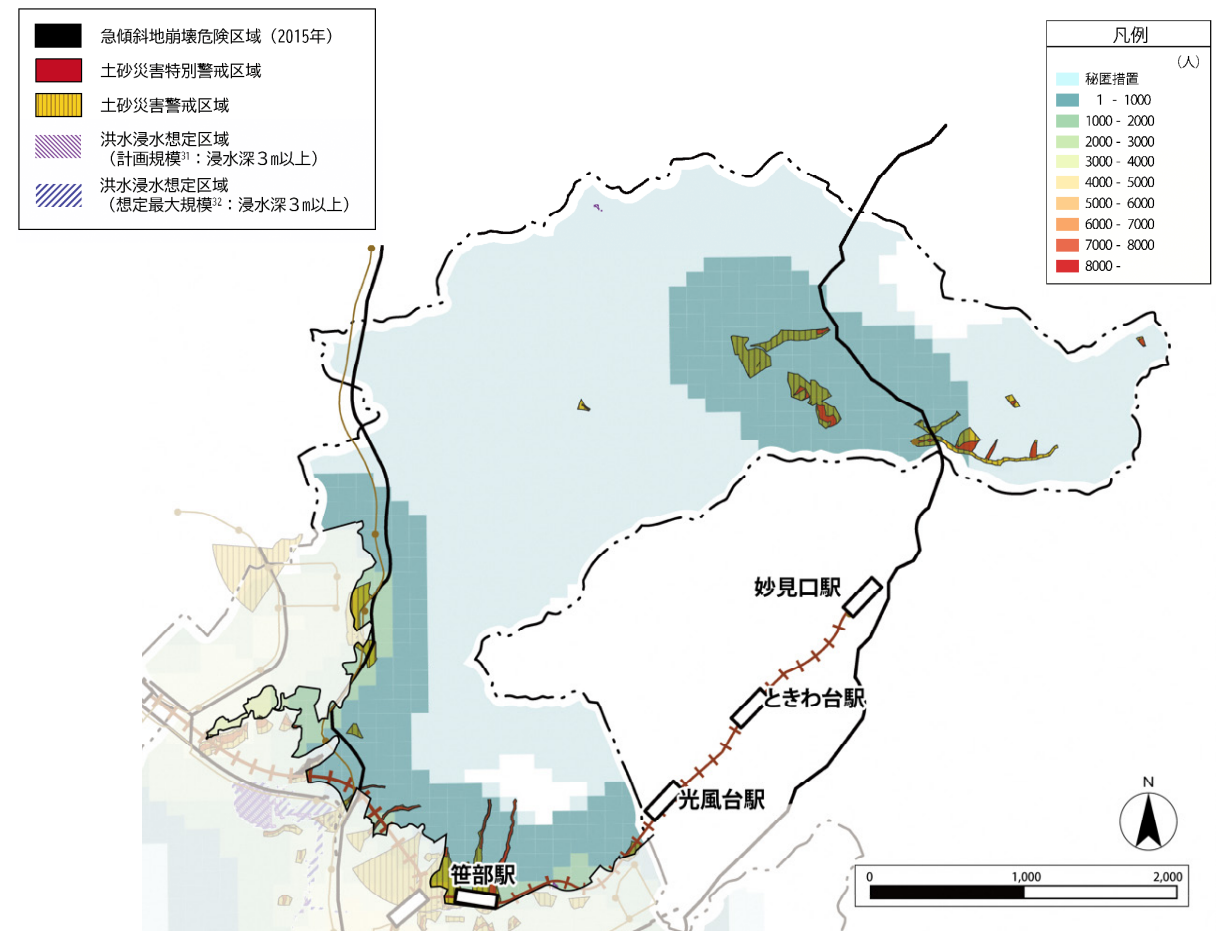 急傾斜地崩壊危険区域（2015年）
土砂災害特別警戒区域
土砂災害警戒区域
洪水浸水想定区域
（計画規模31：浸水深３m以上）
洪水浸水想定区域
（想定最大規模32：浸水深３m以上）
凡例
（人）
秘匿措置
1 - 1000
1000 - 2000
2000 - 3000
3000 - 4000
4000 - 5000
5000 - 6000
6000 - 7000
7000 - 8000
8000 -
妙見口駅
ときわ台駅
光風台駅
笹部駅
N
0 1,000 2,000